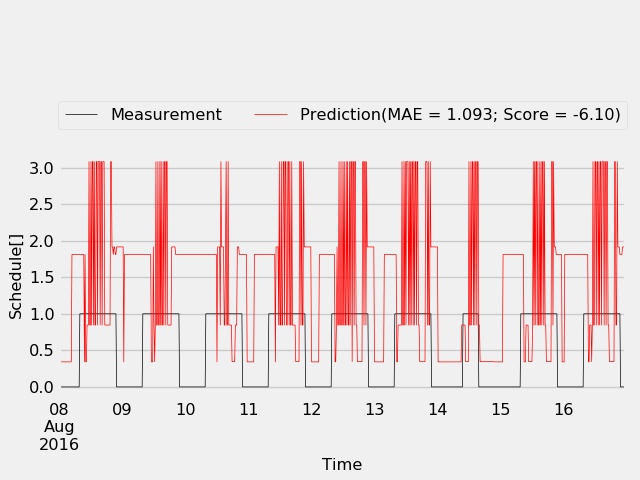 Measurement
Prediction(MAE = 1.093; Score = -6.10)
3.0
2.5
2.0
1.5
1.0
0.5
0.0
Schedule[]
08 09 10 11 12 13 14 15 16
Aug
2016
Time